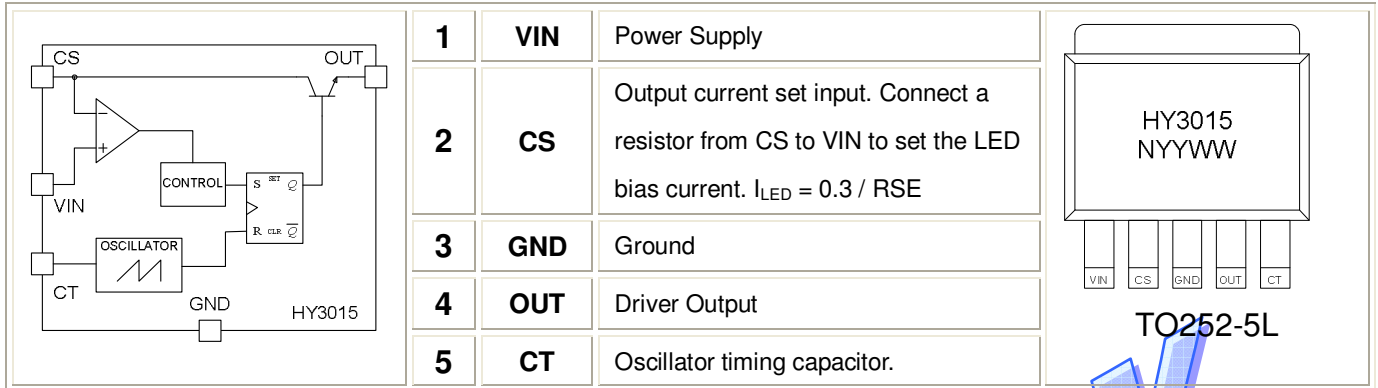 CS
OUT
CONTROL
S SET Q
VIN
R CLR Q
OSCILLATOR
CT
GND
HY3015
1 VIN Power Supply
2 CS Output current set input. Connect a
resistor from CS to VIN to set the LED
bias current. ILED = 0.3 / RSE
3 GND Ground
4 OUT Driver Output
5 CT Oscillator timing capacitor.
HY3015
NYYWW
VIN CS GND OUT CT
TO252-5L